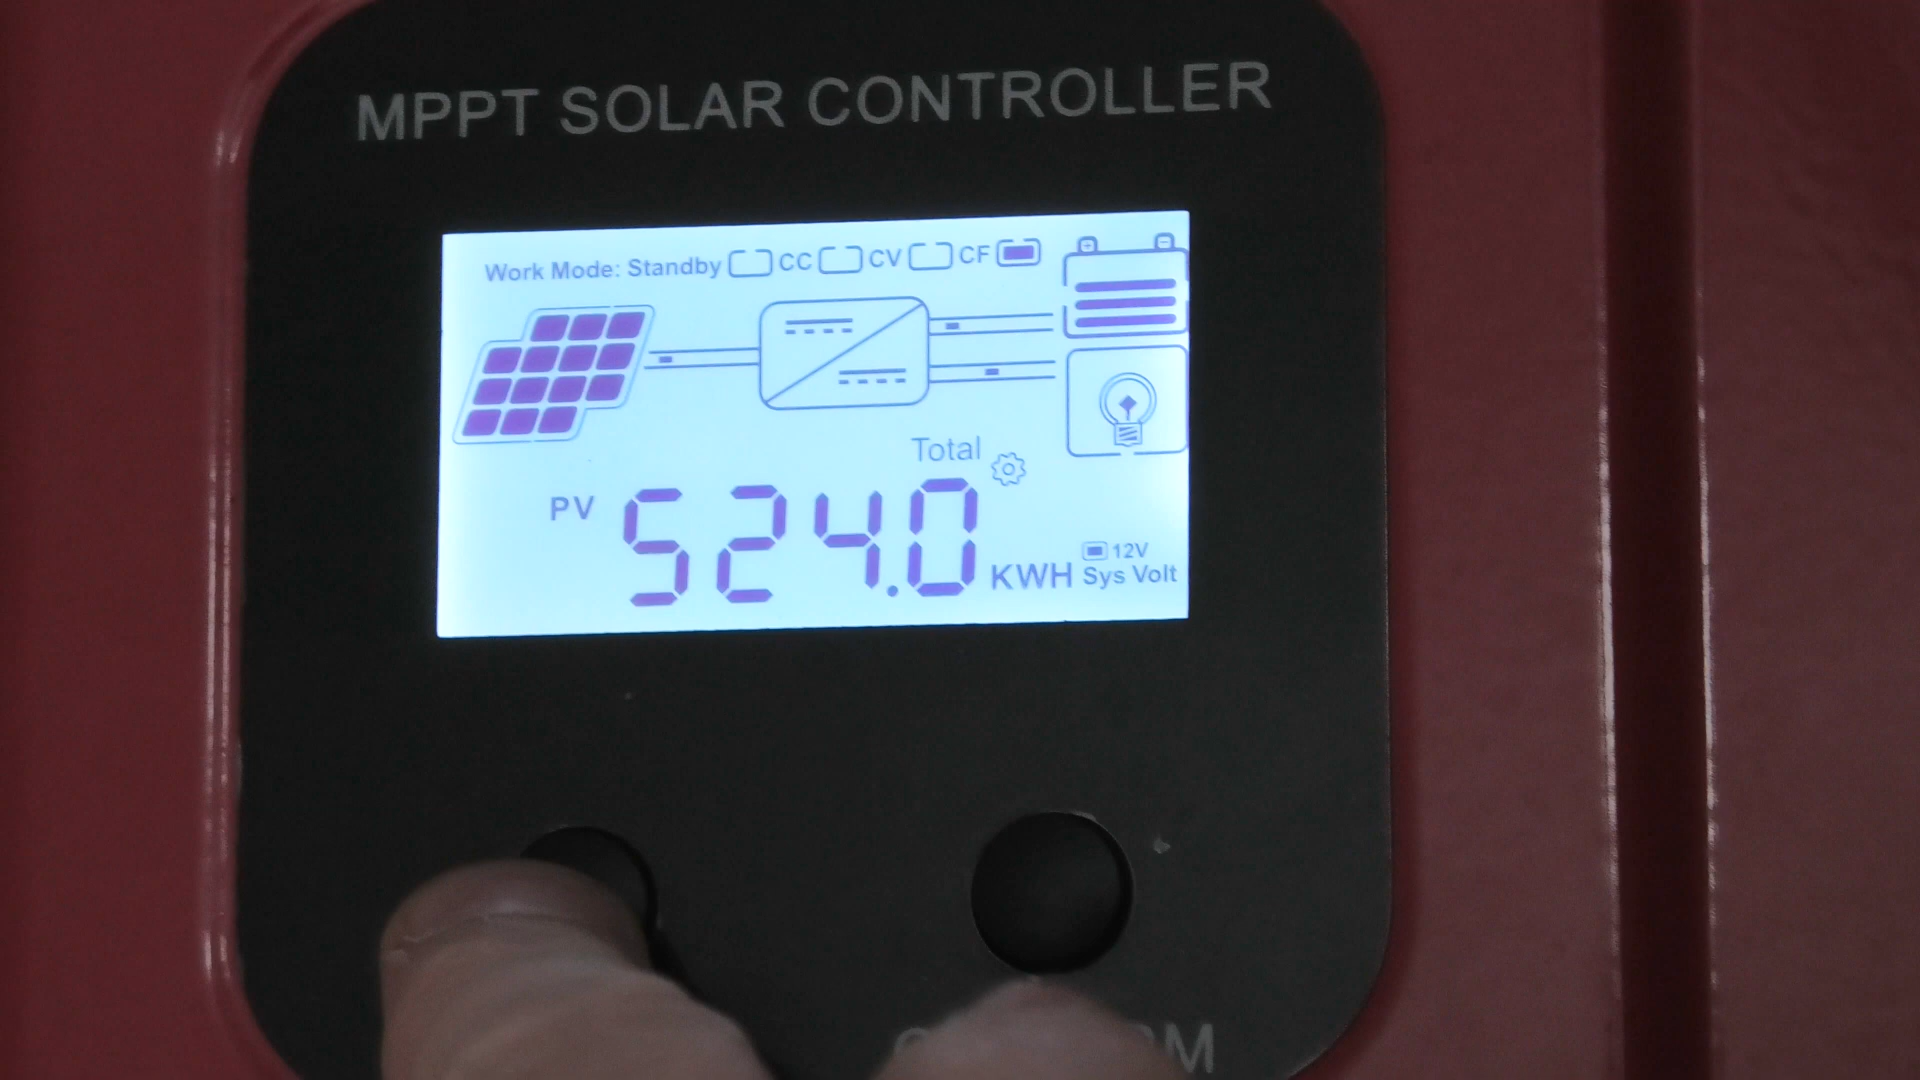 MPPT SOLAR CONTROLLER
Work Mode: Standby CC CV CF
Total
PV 524.0 KWH
12V
Sys Volt